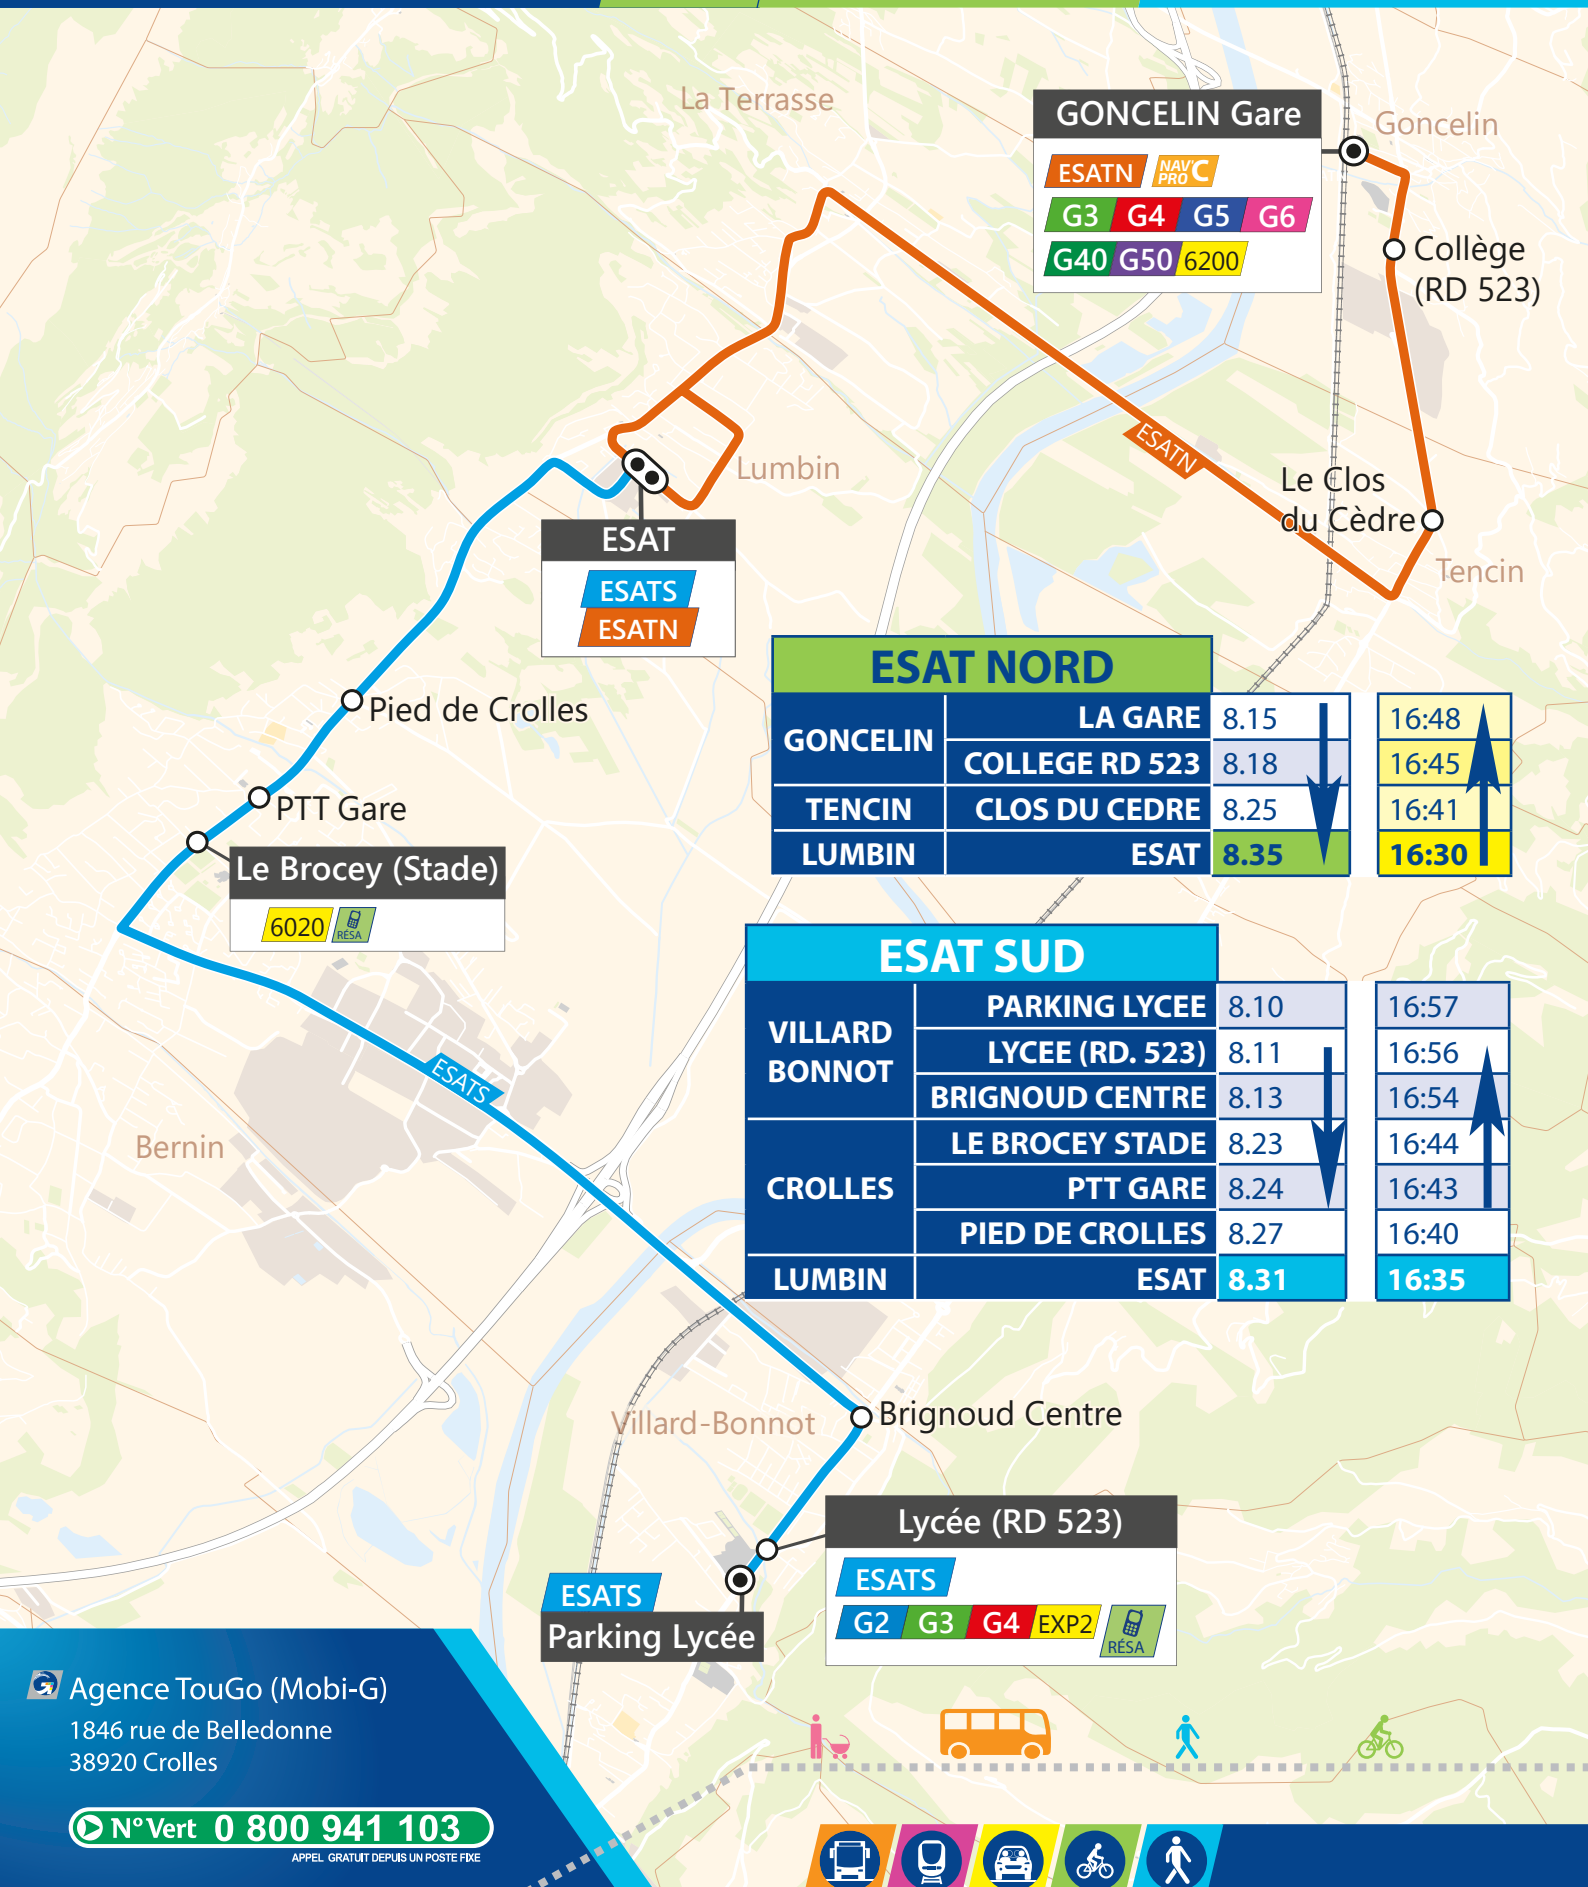 La Terrasse
GONCELIN Gare
ESATN NAV'C PRO
G3 G4 G5 G6
G40 G50 6200
Goncelin
Collège
(RD 523)
ESATN
Le Clos
du Cèdre
Tencin
Lumbin
ESAT
ESATS
ESATN
Pied de Crolles
PTT Gare
Le Brocey (Stade)
6020 RÉSA
ESAT NORD
GONCELIN LA GARE 8.15 16:48
COLLEGE RD 523 8.18 16:45
TENCIN CLOS DU CEDRE 8.25 16:41
LUMBIN ESAT 8.35 16:30
ESAT SUD
VILLARD BONNOT PARKING LYCEE 8.10 16:57
LYCEE (RD. 523) 8.11 16:56
BRIGNOUD CENTRE 8.13 16:54
CROLLES LE BROCEY STADE 8.23 16:44
PTT GARE 8.24 16:43
PIED DE CROLLES 8.27 16:40
LUMBIN ESAT 8.31 16:35
ESATS
Bernin
Villard-Bonnot
Brignoud Centre
Lycée (RD 523)
ESATS
G2 G3 G4 EXP2 RÉSA
ESATS
Parking Lycée
Agence TouGo (Mobi-G)
1846 rue de Belledonne
38920 Crolles
N° Vert 0 800 941 103
APPEL GRATUIT DEPUIS UN POSTE FIXE